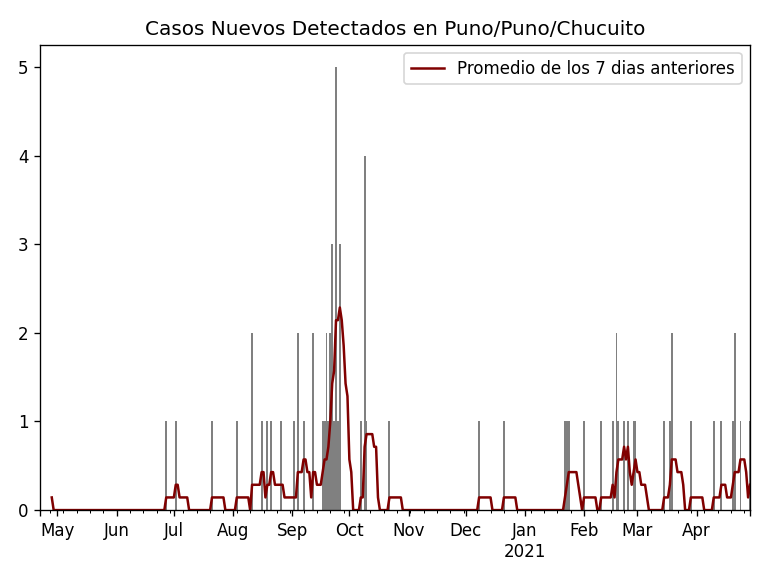 Casos Nuevos Detectados en Puno/Puno/Chucuito
Promedio de los 7 dias anteriores
5
4
3
2
1
0
May Jun Jul Aug Sep Oct Nov Dec Jan Feb Mar Apr
2021